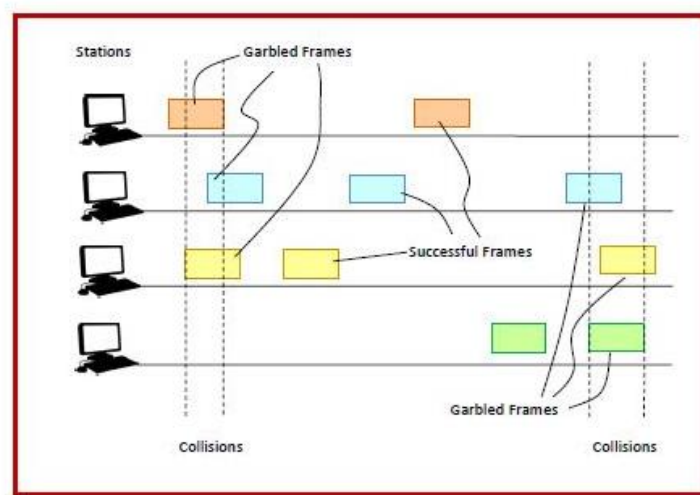 Stations
Garbled Frames
Successful Frames
Garbled Frames
Collisions
Collisions